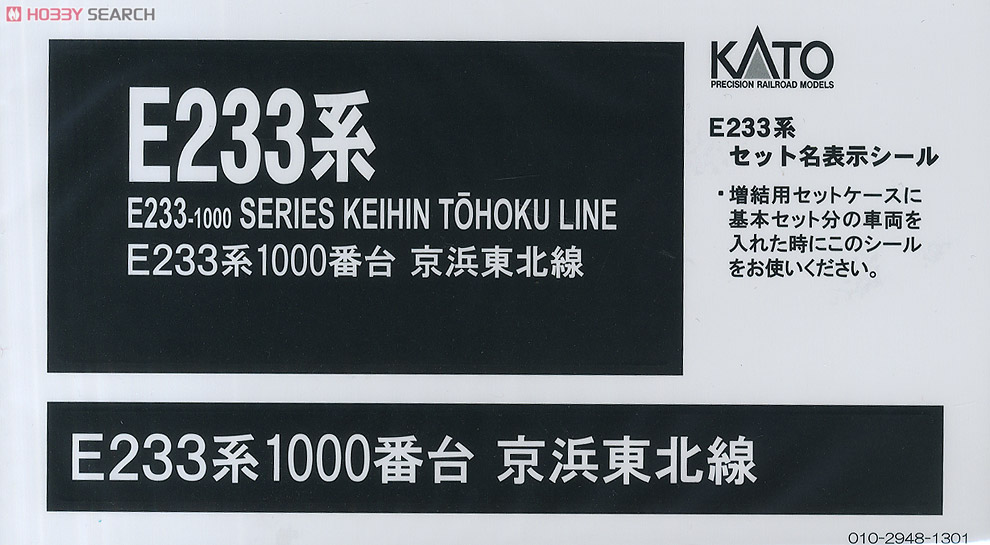 HOBBY SEARCH
E233系
E233-1000 SERIES KEIHIN TŌHOKU LINE
E233系1000番台 京浜東北線
KATO
PRECISION RAILROAD MODELS
E233系
セット名表示シール
・増結用セットケースに
基本セット分の車両を
入れた時にこのシール
をお使いください。
E233系1000番台 京浜東北線
010-2948-1301